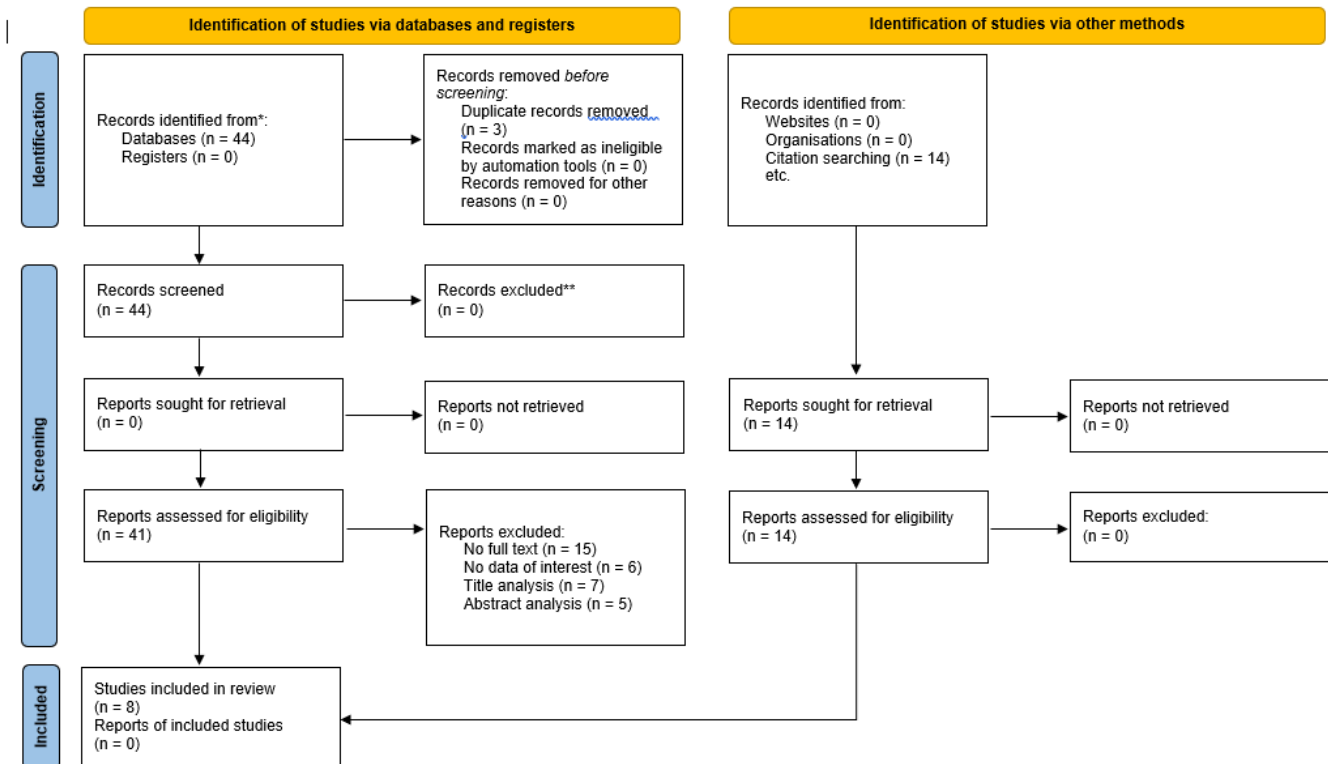 Identification of studies via databases and registers
Identification of studies via other methods
Identification
Records identified from*:
Databases (n = 44)
Registers (n = 0)
Records removed before
screening:
Duplicate records removed
(n = 3)
Records marked as ineligible
by automation tools (n = 0)
Records removed for other
reasons (n = 0)
Records identified from:
Websites (n = 0)
Organisations (n = 0)
Citation searching (n = 14)
etc.
Screening
Records screened
(n = 44)
Records excluded**
(n = 0)
Reports sought for retrieval
(n = 0)
Reports not retrieved
(n = 0)
Reports sought for retrieval
(n = 14)
Reports not retrieved
(n = 0)
Reports assessed for eligibility
(n = 41)
Reports excluded:
No full text (n = 15)
No data of interest (n = 6)
Title analysis (n = 7)
Abstract analysis (n = 5)
Reports assessed for eligibility
(n = 14)
Reports excluded:
(n = 0)
Included
Studies included in review
(n = 8)
Reports of included studies
(n = 0)